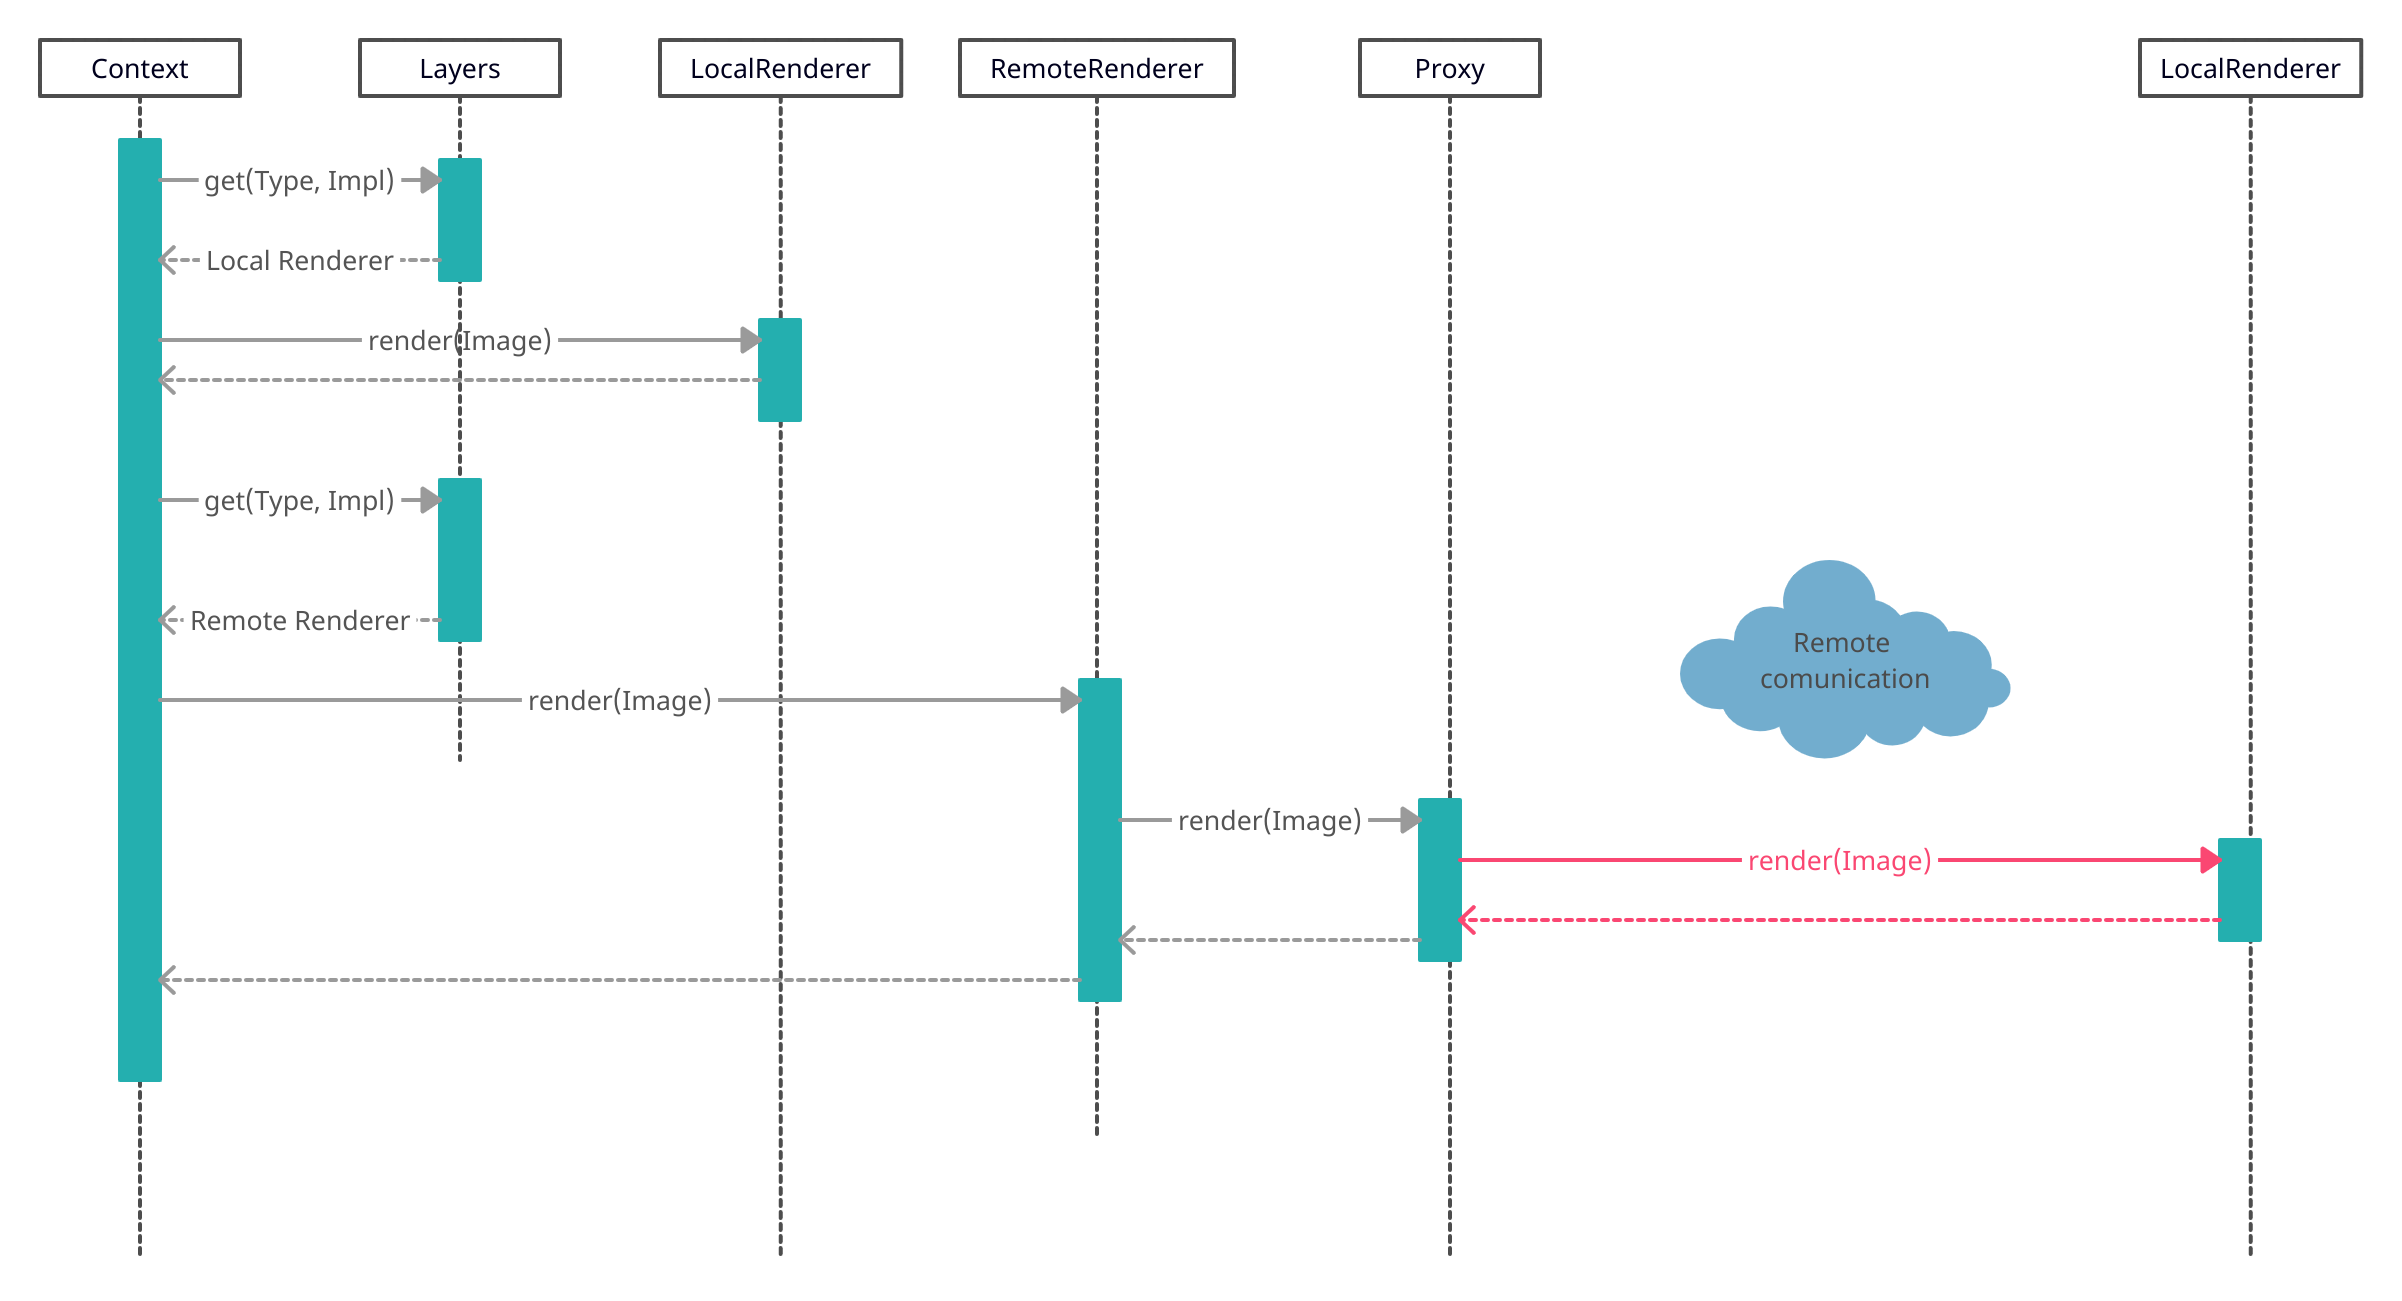 Context
Layers
LocalRenderer
RemoteRenderer
Proxy
LocalRenderer
get(Type, Impl)
Local Renderer
render(Image)
get(Type, Impl)
Remote Renderer
Remote
comunication
render(Image)
render(Image)
render(Image)